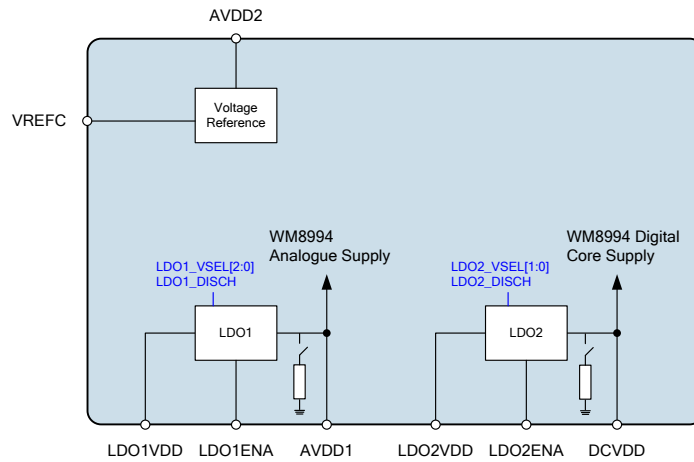 AVDD2
VREFC
Voltage
Reference
WM8994
Analogue Supply
LDO1_VSEL[2:0]
LDO1_DISCH
LDO1
WM8994 Digital
Core Supply
LDO2_VSEL[1:0]
LDO2_DISCH
LDO2
LDO1VDD LDO1ENA AVDD1 LDO2VDD LDO2ENA DCVDD